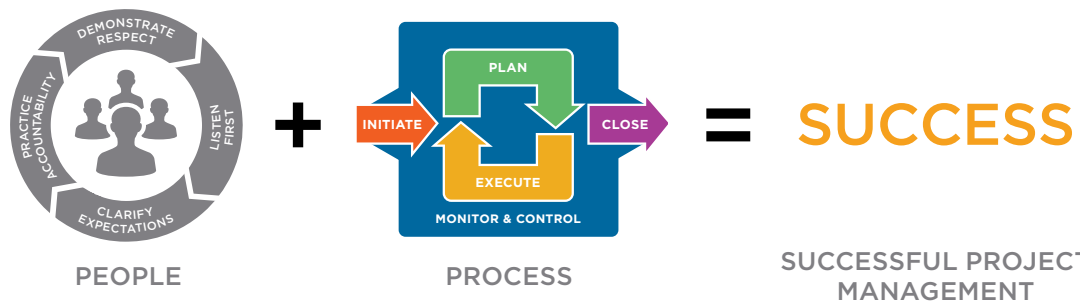 DEMONSTRATE
RESPECT
LISTEN
FIRST
CLARIFY
EXPECTATIONS
PRACTICE
ACCOUNTABILITY
PEOPLE
+
INITIATE
PLAN
EXECUTE
CLOSE
MONITOR & CONTROL
PROCESS
=
SUCCESS
SUCCESSFUL PROJECT
MANAGEMENT